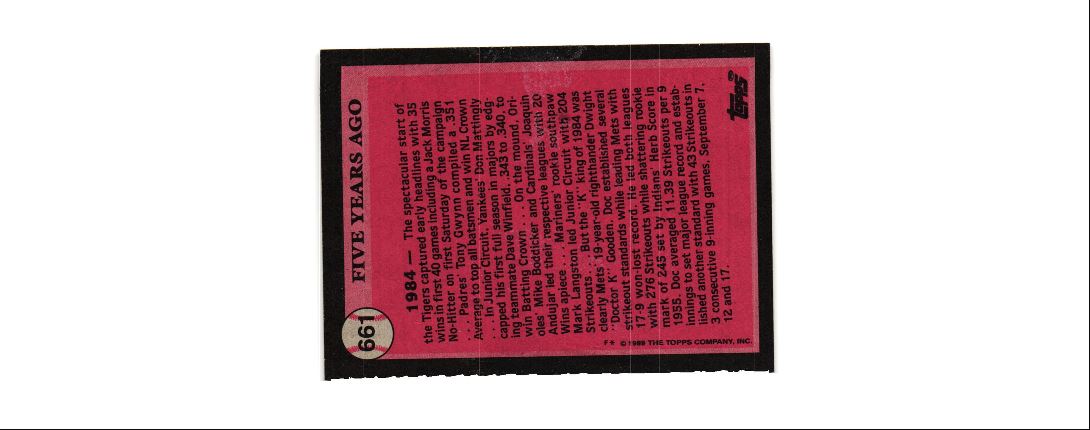 661
FIVE YEARS AGO
1984 — The spectacular start of
the Tigers captured early headlines with 35
wins in first 40 games including a Jack Morris
No-Hitter on first Saturday of the campaign
. . . Padres' Tony Gwynn compiled a .351
Average to top all batsmen and win NL crown
. . . In Junior Circuit, Yankees' Don Mattingly
capped his first full season in majors by edg-
ing teammate Dave Winfield, .343 to .340, to
win Batting Crown . . . On the mound, Ori-
oles' Mike Boddicker and Cardinals' Joaquin
Andujar led their respective leagues with 20
Wins apiece . . . Mariners' rookie southpaw
Mark Langston led Junior Circuit with 204
Strikeouts . . . But the "K" king of 1984 was
clearly Mets' 19-year-old righthander Dwight
"Doctor K" Gooden. Doc established several
strikeout standards while leading Mets with
17-9 won-lost record. He led both leagues
with 276 Strikeouts while shattering rookie
mark of 245 set by Indians' Herb Score in
1955. Doc averaged 11.39 Strikeouts per 9
innings to set major league record and estab-
lished another standard with 43 Strikeouts in
3 consecutive 9-inning games, September 7,
12 and 17.
F* © 1989 THE TOPPS COMPANY, INC.
Topps®